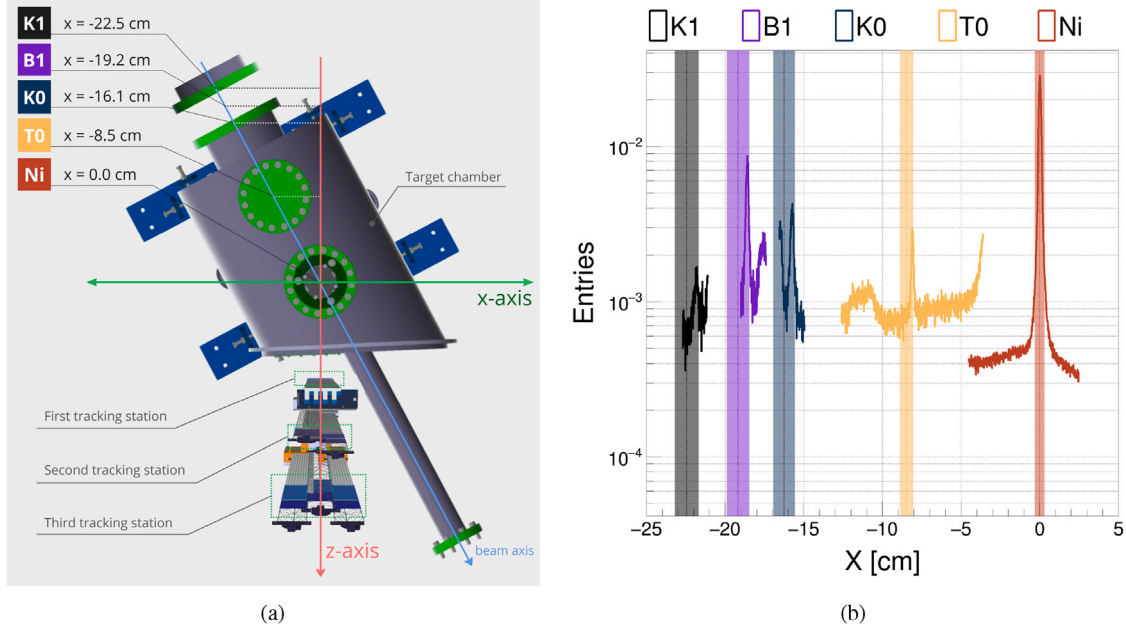 K1 x = -22.5 cm
B1 x = -19.2 cm
K0 x = -16.1 cm
T0 x = -8.5 cm
Ni x = 0.0 cm
Target chamber
x-axis
First tracking station
Second tracking station
Third tracking station
z-axis
beam axis
(a)
K1 B1 K0 T0 Ni
10⁻²
10⁻³
10⁻⁴
Entries
−25 −20 −15 −10 −5 0 5
X [cm]
(b)